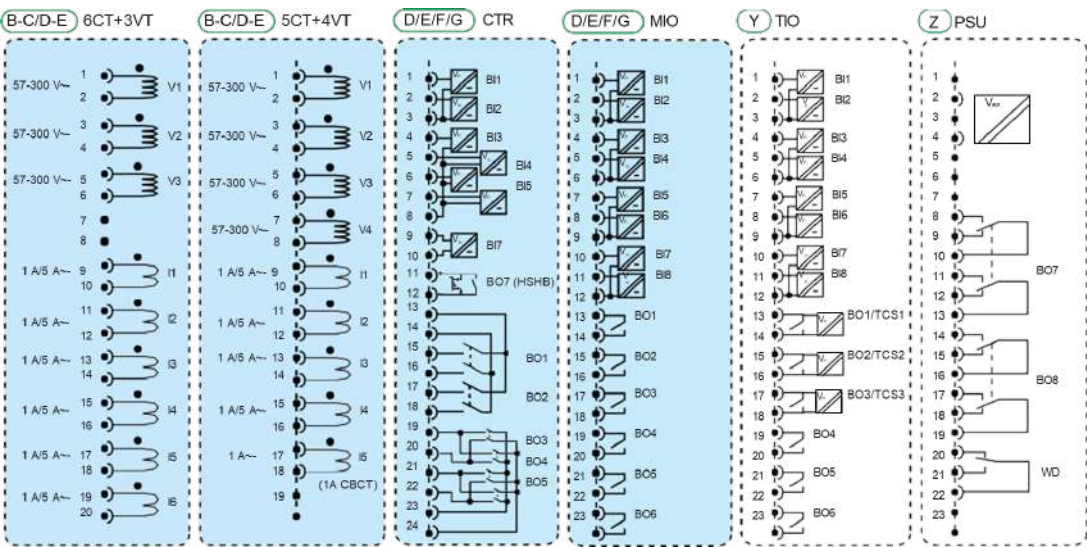 B-C/D-E 6CT+3VT
57-300 V~ 1 V1
2
57-300 V~ 3 V2
4
57-300 V~ 5 V3
6
7
8
1 A/5 A~ 9 I1
10
11
1 A/5 A~ 12 I2
1 A/5 A~ 13 I3
14
15
1 A/5 A~ 16 I4
1 A/5 A~ 17 I5
18
1 A/5 A~ 19 I6
20
B-C/D-E 5CT+4VT
57-300 V~ 1 V1
2
57-300 V~ 3 V2
4
57-300 V~ 5 V3
6
57-300 V~ 7 V4
8
1 A/5 A~ 9 I1
10
11
1 A/5 A~ 12 I2
1 A/5 A~ 13 I3
14
1 A/5 A~ 15 I4
16
1 A~ 17 I5
18 (1A CBCT)
19
D/E/F/G CTR
1 BI1
2 BI2
3
4 BI3
5 BI4
6 BI5
7
8
9 BI7
10
11 BO7 (HSHB)
12
13
14
15 BO1
16
17 BO2
18
19 BO3
20 BO4
21 BO5
22
23
24
D/E/F/G MIO
1 BI1
2 BI2
3
4 BI3
5 BI4
6
7 BI5
8 BI6
9
10 BI7
11 BI8
12
13 BO1
14
15 BO2
16
17 BO3
18
19 BO4
20
21 BO5
22
23 BO6
Y TIO
1 BI1
2 BI2
3
4 BI3
5 BI4
6
7 BI5
8 BI6
9
10 BI7
11 BI8
12
13 BO1/TCS1
14
15 BO2/TCS2
16
17 BO3/TCS3
18
19 BO4
20
21 BO5
22
23 BO6
Z PSU
1
2 Vaux
3
4
5
6
7
8
9
10
11 BO7
12
13
14
15
16 BO8
17
18
19
20
21 WD
22
23